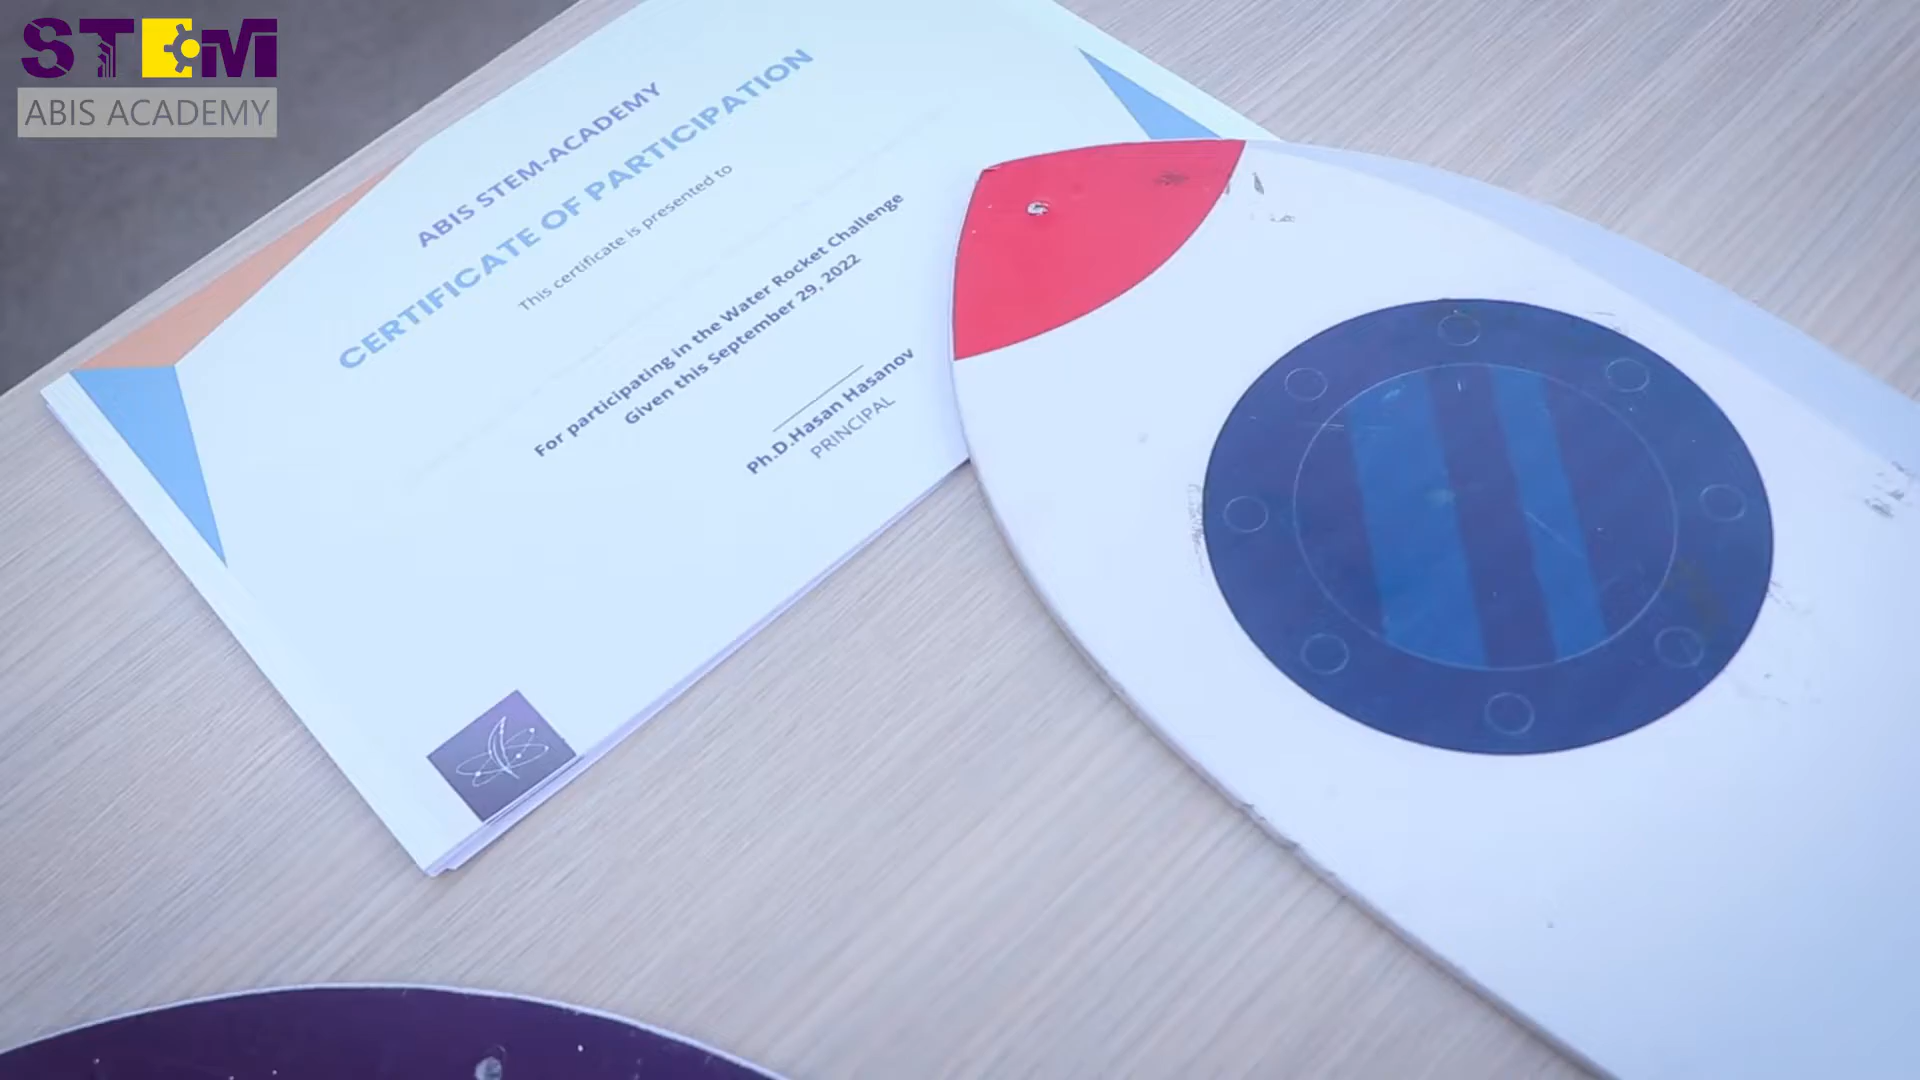 STEM
ABIS ACADEMY
ABIS STEM-ACADEMY
CERTIFICATE OF PARTICIPATION
This certificate is presented to
For participating in the Water Rocket Challenge
Given this September 29, 2022
Ph.D.Hasan Hasanov
PRINCIPAL